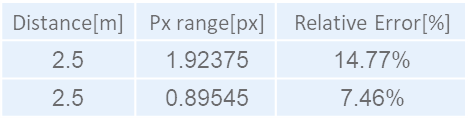 Distance[m] Px range[px] Relative Error[%]
2.5 1.92375 14.77%
2.5 0.89545 7.46%